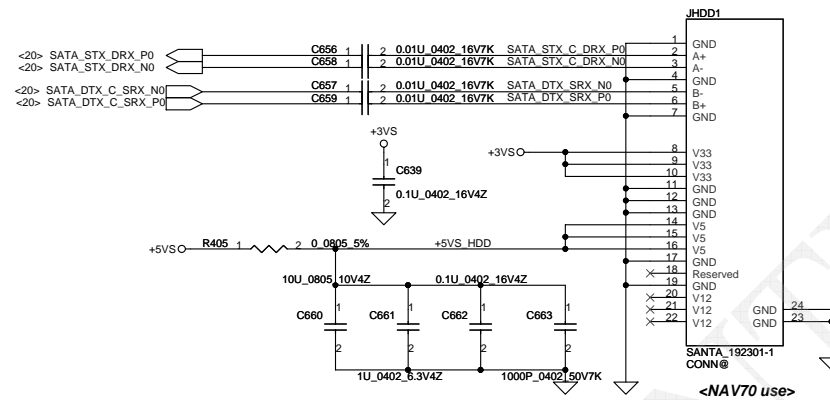 JHDD1
<20> SATA_STX_DRX_P0 C656 1 2 0.01U_0402_16V7K SATA_STX_C_DRX_P0
<20> SATA_STX_DRX_N0 C658 1 2 0.01U_0402_16V7K SATA_STX_C_DRX_N0
<20> SATA_DTX_C_SRX_N0 C657 1 2 0.01U_0402_16V7K SATA_DTX_SRX_N0
<20> SATA_DTX_C_SRX_P0 C659 1 2 0.01U_0402_16V7K SATA_DTX_SRX_P0
1 GND
2 A+
3 A-
4 GND
5 B-
6 B+
7 GND
+3VS
1
C639
0.1U_0402_16V4Z
2
+3VS
8 V33
9 V33
10 V33
11 GND
12 GND
13 GND
14 V5
15 V5
16 V5
17 GND
18 Reserved
19 GND
20 V12
21 V12
22 V12
GND 24
GND 23
+5VS R405 1 2 0_0805_5% +5VS_HDD
10U_0805_10V4Z 0.1U_0402_16V4Z
1 1 1 1
C660 C661 C662 C663
2 2 2 2
1U_0402_6.3V4Z 1000P_0402_50V7K
SANTA_192301-1
CONN@
<NAV70 use>